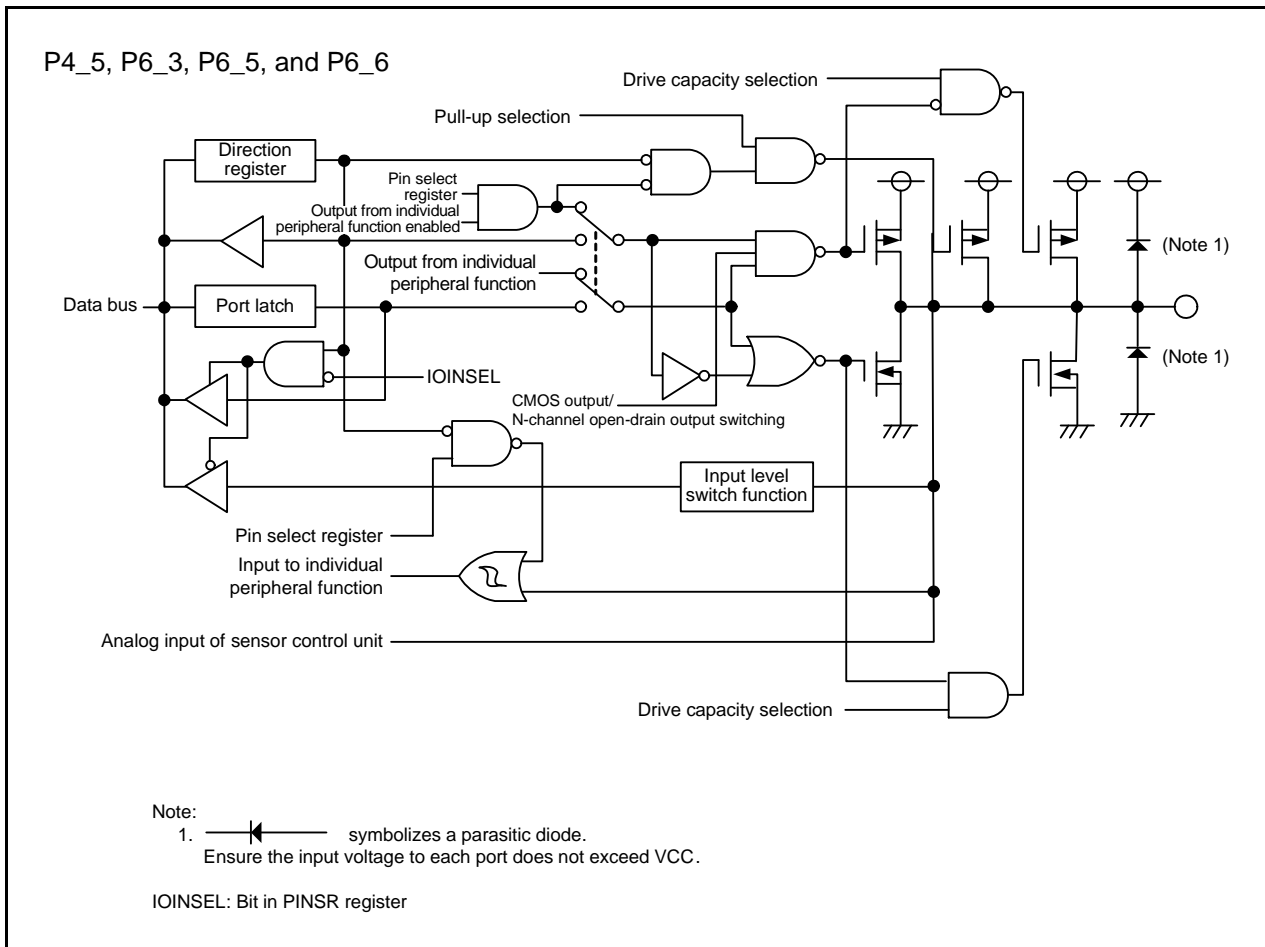 P4_5, P6_3, P6_5, and P6_6
Drive capacity selection
Pull-up selection
Direction
register
Pin select
register
Output from individual
peripheral function enabled
Output from individual
peripheral function
(Note 1)
Data bus
Port latch
(Note 1)
IOINSEL
CMOS output/
N-channel open-drain output switching
Input level
switch function
Pin select register
Input to individual
peripheral function
Analog input of sensor control unit
Drive capacity selection
Note:
1. symbolizes a parasitic diode.
Ensure the input voltage to each port does not exceed VCC.
IOINSEL: Bit in PINSR register